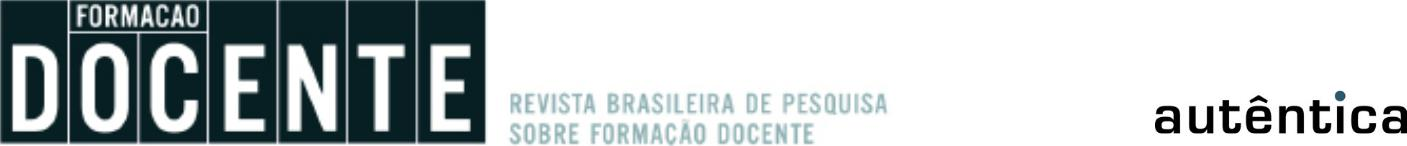 FORMACAO
DOCENTE
REVISTA BRASILEIRA DE PESQUISA
SOBRE FORMAÇÃO DOCENTE
autêntica